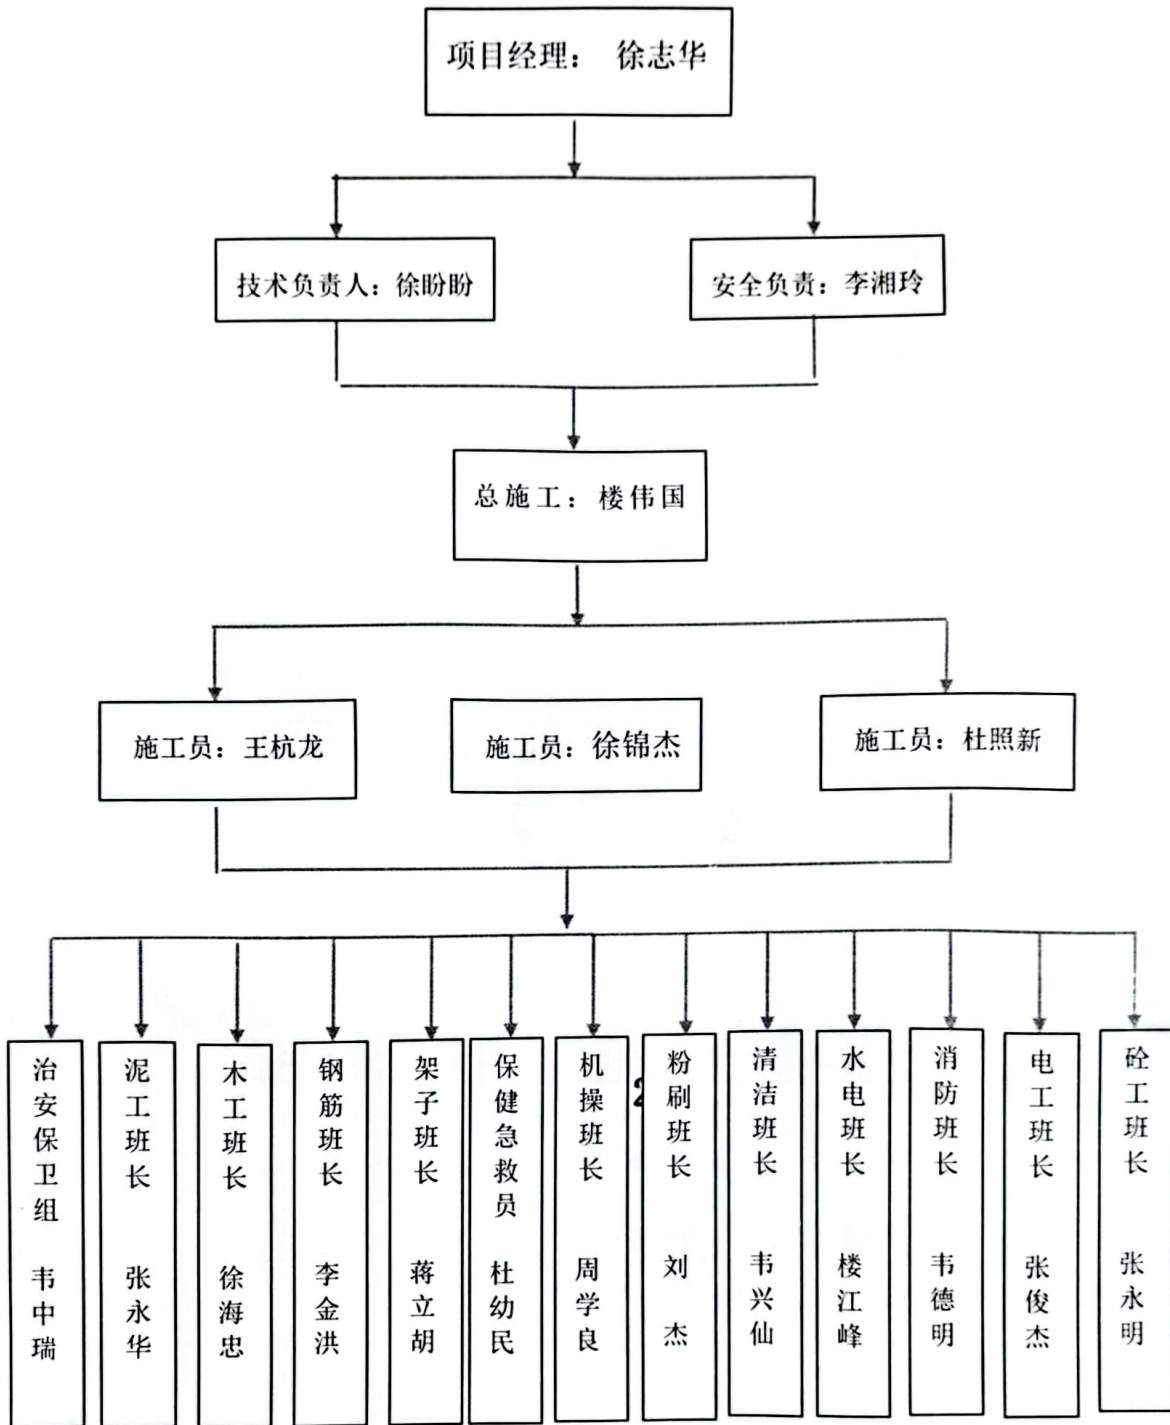 项目经理： 徐志华
技术负责人：徐盼盼
安全负责：李湘玲
总施工：楼伟国
施工员：王杭龙
施工员：徐锦杰
施工员：杜照新
治安保卫组 韦中瑞
泥工班长 张永华
木工班长 徐海忠
钢筋班长 李金洪
架子班长 蒋立胡
保健急救员 杜幼民
机操班长 周学良
粉刷班长 刘 杰
清洁班长 韦兴仙
水电班长 楼江峰
消防班长 韦德明
电工班长 张俊杰
砼工班长 张永明